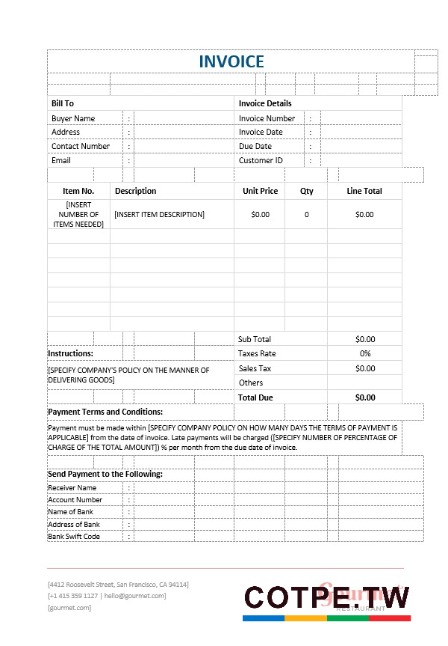 INVOICE
Bill To Invoice Details
Buyer Name : Invoice Number :
Address : Invoice Date :
Contact Number : Due Date :
Email : Customer ID :
Item No. Description Unit Price Qty Line Total
[INSERT
NUMBER OF
ITEMS NEEDED] [INSERT ITEM DESCRIPTION] $0.00 0 $0.00
Sub Total $0.00
Instructions: Taxes Rate 0%
[SPECIFY COMPANY'S POLICY ON THE MANNER OF
DELIVERING GOODS] Sales Tax $0.00
Others
Total Due $0.00
Payment Terms and Conditions:
Payment must be made within [SPECIFY COMPANY POLICY ON HOW MANY DAYS THE TERMS OF PAYMENT IS
APPLICABLE] from the date of invoice. Late payments will be charged ([SPECIFY NUMBER OF PERCENTAGE OF
CHARGE OF THE TOTAL AMOUNT]) % per month from the due date of invoice.
Send Payment to the Following:
Receiver Name
Account Number :
Name of Bank :
Address of Bank :
Bank Swift Code :
[4412 Roosevelt Street, San Francisco, CA 94114]
[+1 415 359 1127 | hello@gourmet.com]
[gourmet.com]
Gourmet
RESTAURANT
COTPE.TW